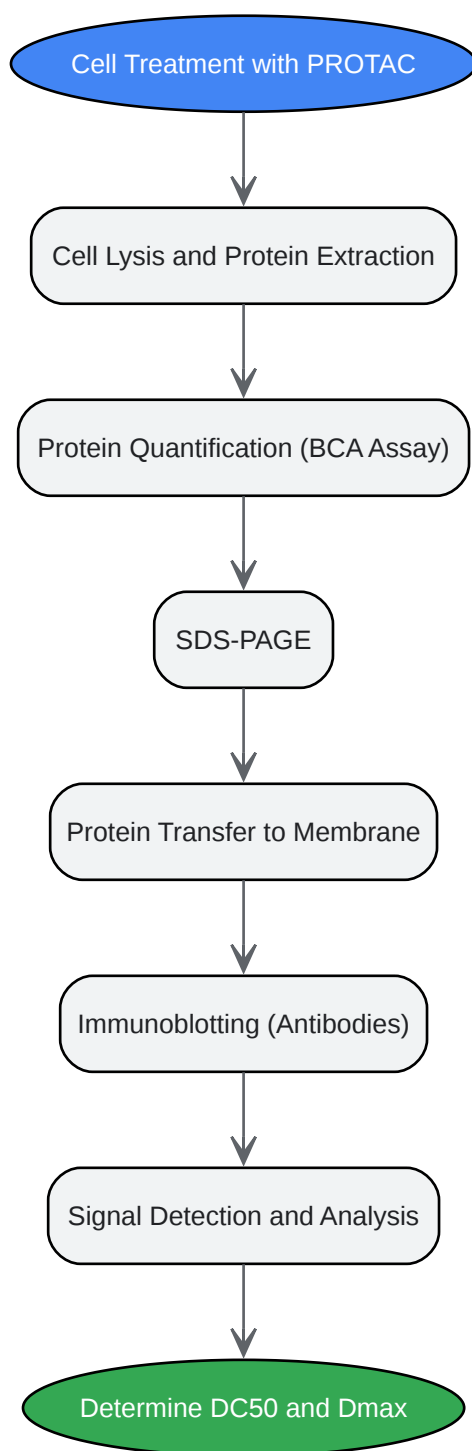 Cell Treatment with PROTAC
Cell Lysis and Protein Extraction
Protein Quantification (BCA Assay)
SDS-PAGE
Protein Transfer to Membrane
Immunoblotting (Antibodies)
Signal Detection and Analysis
Determine DC50 and Dmax